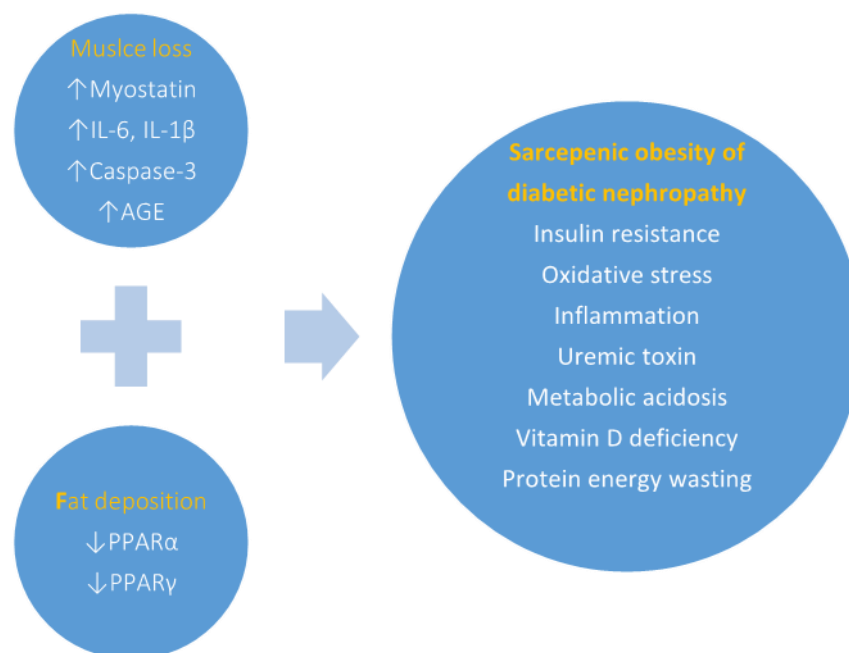 Muslce loss
↑Myostatin
↑IL-6, IL-1β
↑Caspase-3
↑AGE
Fat deposition
↓PPARα
↓PPARγ
Sarcepenic obesity of
diabetic nephropathy
Insulin resistance
Oxidative stress
Inflammation
Uremic toxin
Metabolic acidosis
Vitamin D deficiency
Protein energy wasting